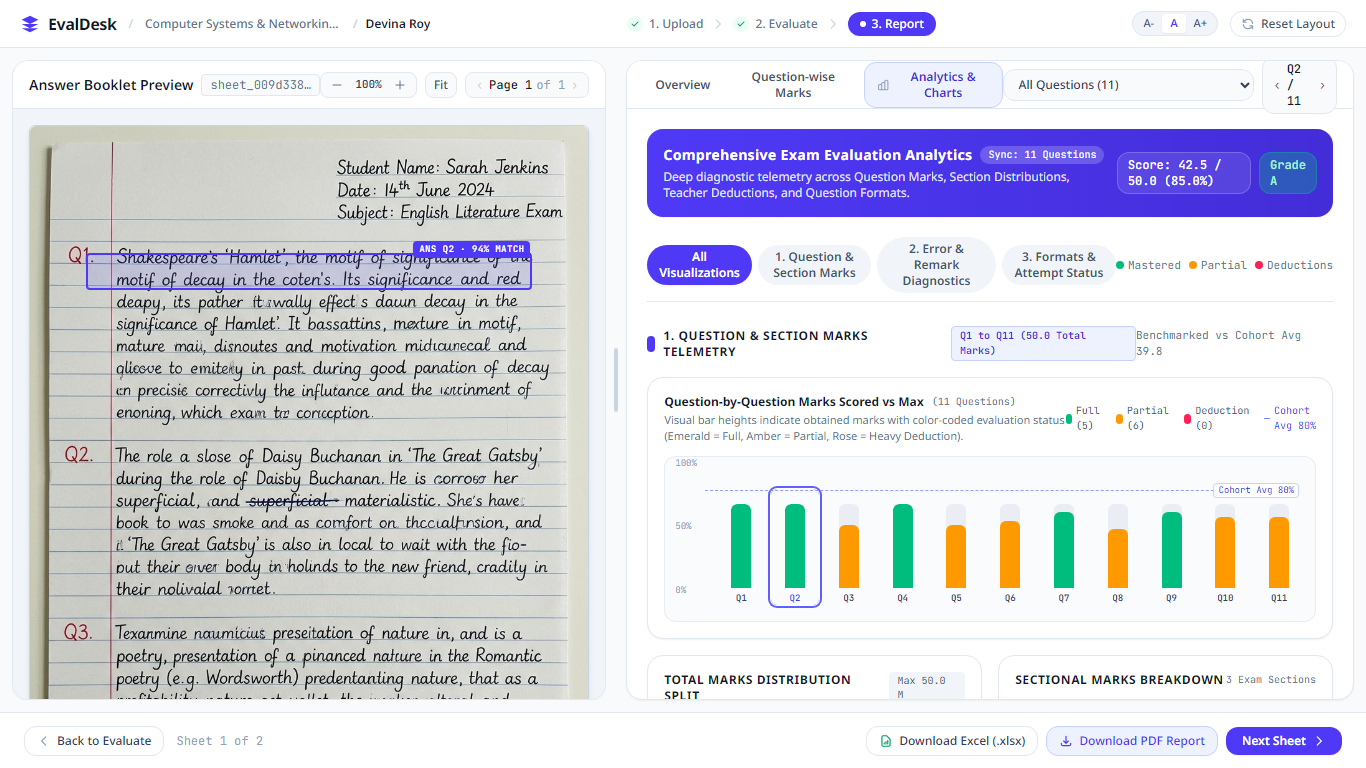 EvalDesk / Computer Systems & Networkin... / Devina Roy
1. Upload
2. Evaluate
3. Report
A- A A+
Reset Layout
Answer Booklet Preview
sheet_009d338…
− 100% +
Fit
‹ Page 1 of 1 ›
Student Name: Sarah Jenkins
Date: 14th June 2024
Subject: English Literature Exam
ANS Q2 · 94% MATCH
Q1. Shakespeare's 'Hamlet', the motif of significance of the
motif of decay in the coten's. Its significance and red
deapy, its pather effect s daun decay in the
significance of Hamlet'. It bassattins, mexture in motif,
mature disnoutes and motivation and
to in past. during good panation of decay
precisie correctivly the influtance and the
enoning, which exam conception.
Q2. The role a slose of Daisy Buchanan in 'The Great Gatsby'
during the role of Daisby Buchanan. He is her
superficial, and superficial materialistic. She's have
book to was smoke and as comfort on and
'The Great Gatsby' is also in local to wait with the fio-
but their body in holinds to the new friend, cradily in
their nolivaial
Q3. Texanmine preseitation of nature in, and is a
poetry, presentation of a pinanced nature in the Romantic
poetry (e.g. Wordsworth) predentanting nature, that as a
Overview
Question-wise
Marks
Analytics &
Charts
All Questions (11)
‹ Q2 / 11 ›
Comprehensive Exam Evaluation Analytics
Sync: 11 Questions
Deep diagnostic telemetry across Question Marks, Section Distributions,
Teacher Deductions, and Question Formats.
Score: 42.5 /
50.0 (85.0%)
Grade
A
All
Visualizations
1. Question &
Section Marks
2. Error &
Remark
Diagnostics
3. Formats &
Attempt Status
Mastered Partial Deductions
1. QUESTION & SECTION MARKS
TELEMETRY
Q1 to Q11 (50.0 Total
Marks)
Benchmarked vs Cohort Avg
39.8
Question-by-Question Marks Scored vs Max (11 Questions)
Visual bar heights indicate obtained marks with color-coded evaluation status
(Emerald = Full, Amber = Partial, Rose = Heavy Deduction).
Full
(5)
Partial
(6)
Deduction
(0)
Cohort
Avg 80%
100%
Cohort Avg 80%
50%
0%
Q1 Q2 Q3 Q4 Q5 Q6 Q7 Q8 Q9 Q10 Q11
TOTAL MARKS DISTRIBUTION
SPLIT
Max 50.0
M
SECTIONAL MARKS BREAKDOWN
3 Exam Sections
Back to Evaluate
Sheet 1 of 2
Download Excel (.xlsx)
Download PDF Report
Next Sheet